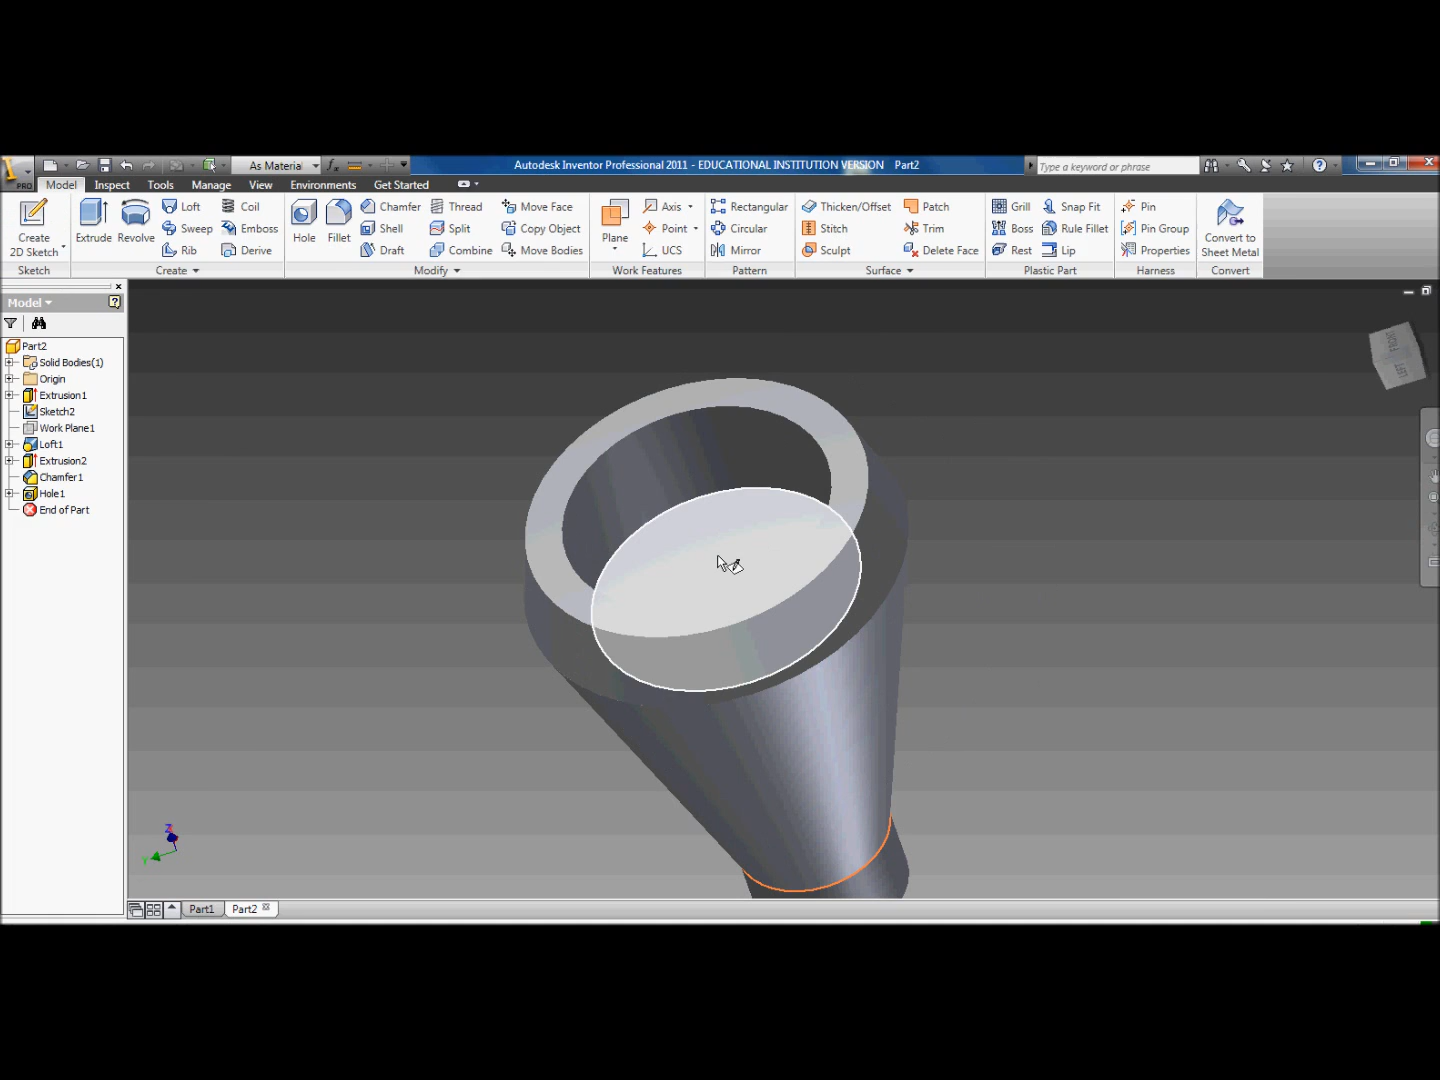 As Material
Autodesk Inventor Professional 2011 - EDUCATIONAL INSTITUTION VERSION Part2
Type a keyword or phrase
PRO
Model Inspect Tools Manage View Environments Get Started
Create 2D Sketch
Extrude Revolve Loft Sweep Rib Coil Emboss Derive
Hole Fillet Chamfer Shell Draft Thread Split Combine Move Face Copy Object Move Bodies
Plane Axis Point UCS
Rectangular Circular Mirror
Thicken/Offset Stitch Sculpt Patch Trim Delete Face
Grill Boss Rest Snap Fit Rule Fillet Lip
Pin Pin Group Properties
Convert to Sheet Metal
Sketch Create Modify Work Features Pattern Surface Plastic Part Harness Convert
Model
Part2
Solid Bodies(1)
Origin
Extrusion1
Sketch2
Work Plane1
Loft1
Extrusion2
Chamfer1
Hole1
End of Part
FRONT
LEFT
Z
Y
Part1 Part2